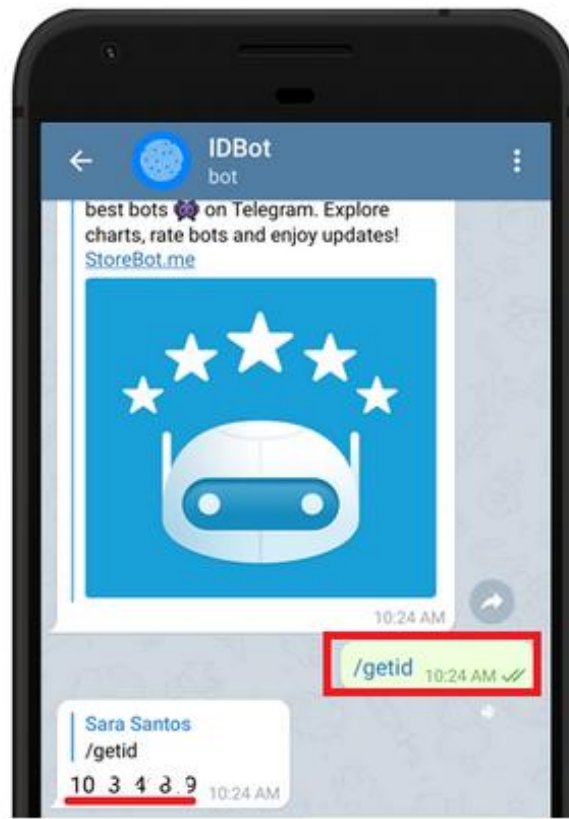 IDBot
bot
best bots on Telegram. Explore
charts, rate bots and enjoy updates!
StoreBot.me
10:24 AM
/getid 10:24 AM
Sara Santos
/getid
10:24 AM